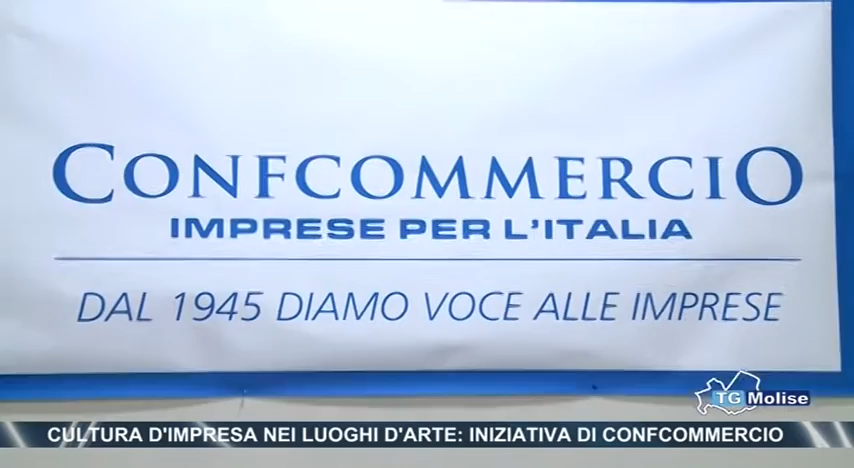 CONFCOMMERCIO
IMPRESE PER L'ITALIA
DAL 1945 DIAMO VOCE ALLE IMPRESE
TG Molise
CULTURA D'IMPRESA NEI LUOGHI D'ARTE: INIZIATIVA DI CONFCOMMERCIO